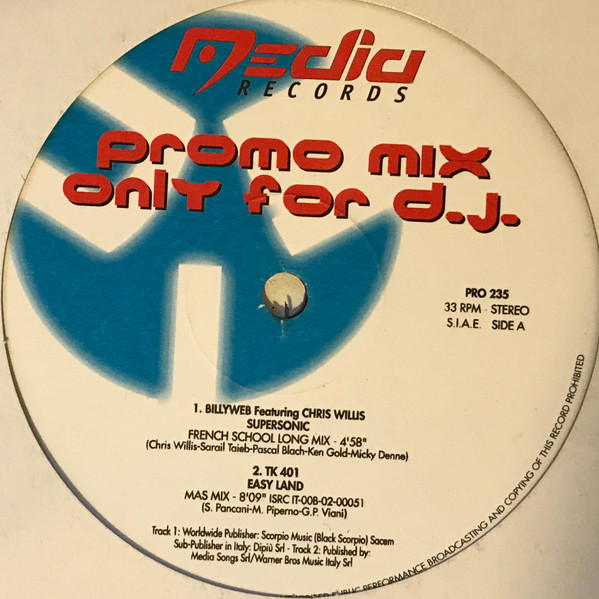 Media
RECORDS
promo mix
only for d.j.
PRO 235
33 RPM · STEREO
S.I.A.E. SIDE A
1. BILLYWEB Featuring CHRIS WILLIS
SUPERSONIC
FRENCH SCHOOL LONG MIX - 4'58"
(Chris Willis-Sarail Taieb-Pascal Blach-Ken Gold-Micky Denne)
2. TK 401
EASY LAND
MAS MIX - 8'09" ISRC IT-008-02-00051
(S. Pancani-M. Piperno-G.P. Viani)
Track 1: Worldwide Publisher: Scorpio Music (Black Scorpio) Sacem
Sub-Publisher in Italy: Dipiù Srl - Track 2: Published by:
Media Songs Srl/Warner Bros Music Italy Srl
PUBLIC PERFORMANCE BROADCASTING AND COPYING OF THIS RECORD PROHIBITED